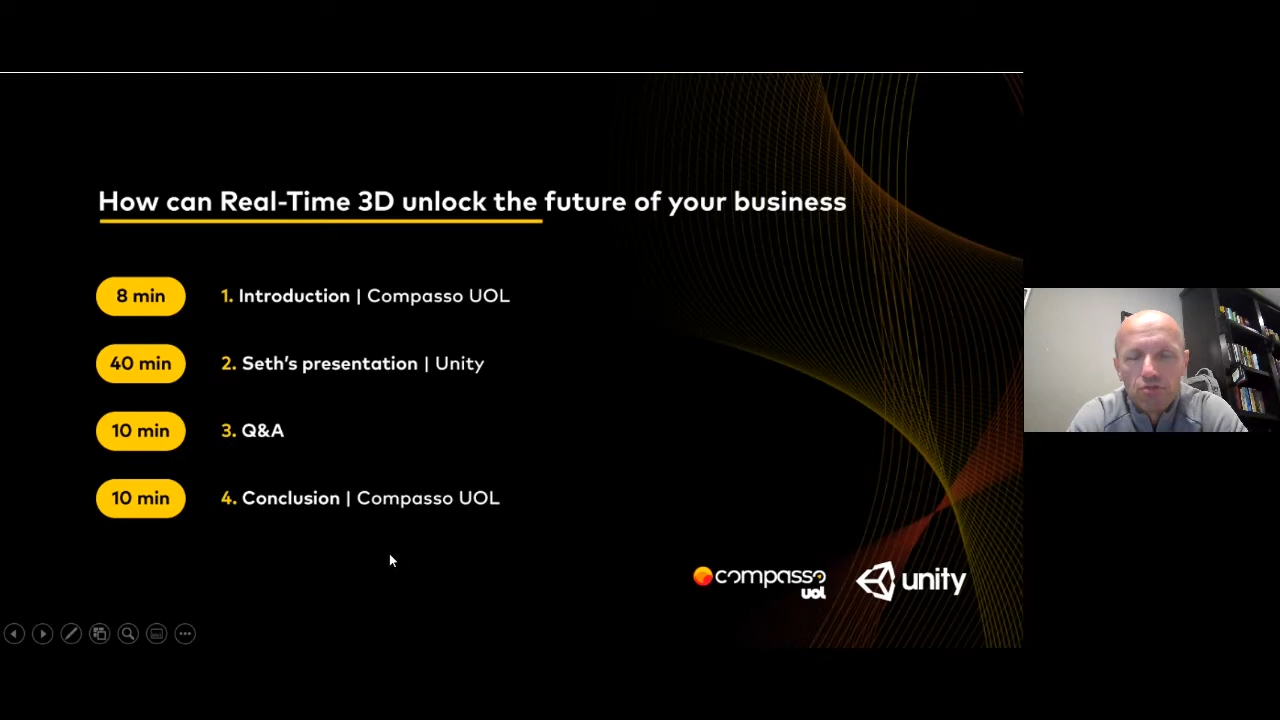 How can Real-Time 3D unlock the future of your business
8 min 1. Introduction | Compasso UOL
40 min 2. Seth's presentation | Unity
10 min 3. Q&A
10 min 4. Conclusion | Compasso UOL
compasso
uol
unity